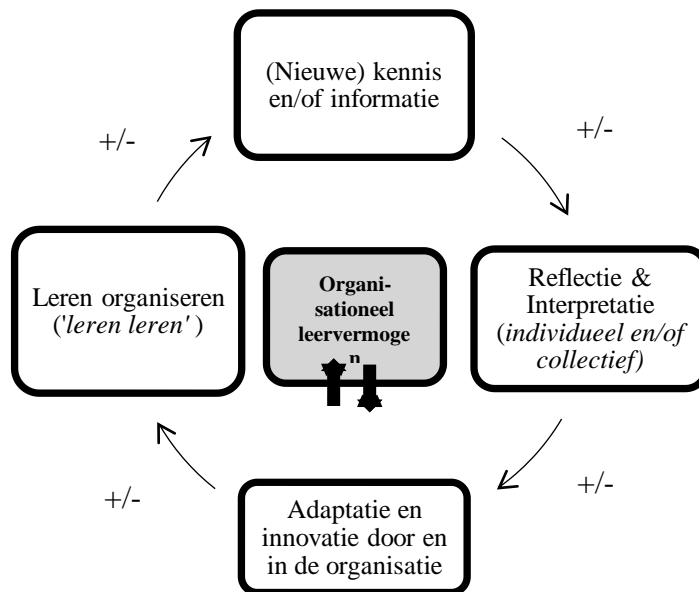 (Nieuwe) kennis
en/of informatie
+/-
+/-
Leren organiseren
('leren leren' )
Organi-
sationeel
leervermoge
n
Reflectie &
Interpretatie
(individueel en/of
collectief)
+/-
+/-
Adaptatie en
innovatie door en
in de organisatie